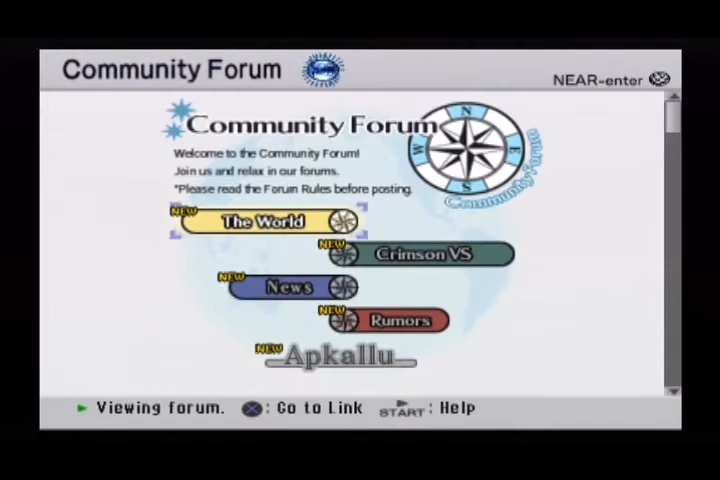 Community Forum
NEAR-enter
Community Forum
N
W
E
S
Community Forum
Welcome to the Community Forum!
Join us and relax in our forums.
*Please read the Forum Rules before posting.
NEW
The World
NEW
Crimson VS
NEW
News
NEW
Rumors
NEW
Apkallu
Viewing forum.
: Go to Link
START : Help